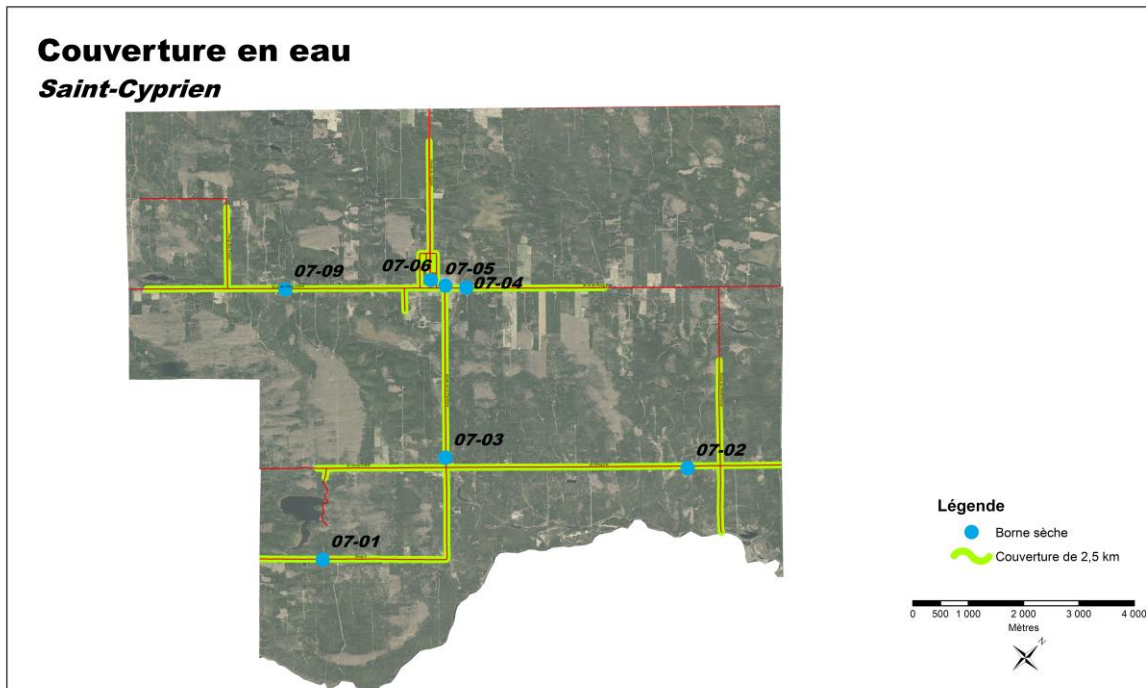 Couverture en eau
Saint-Cyprien
07-09
07-06
07-05
07-04
07-03
07-02
07-01
Légende
Borne sèche
Couverture de 2,5 km
0 500 1 000 2 000 3 000 4 000
Mètres
N